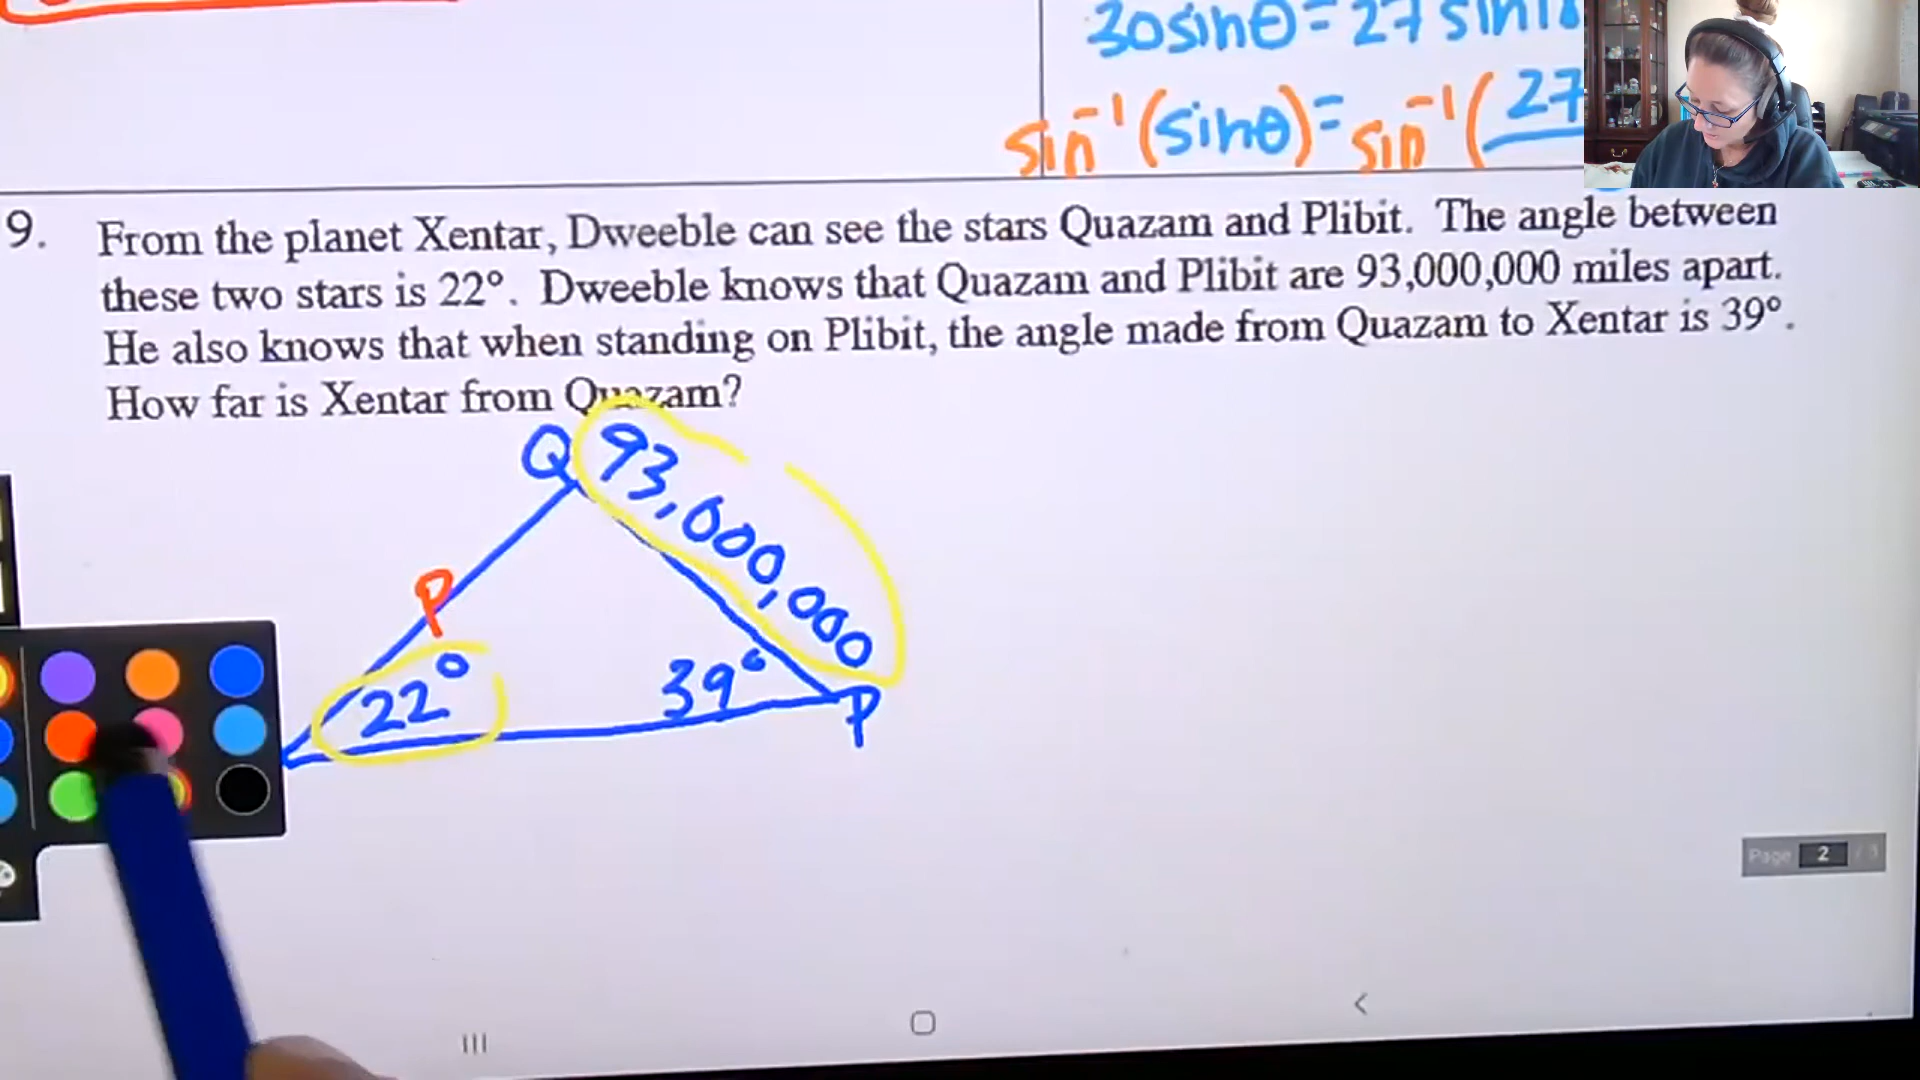 30sinθ=27sin18
sin⁻¹(sinθ)=sin⁻¹(27
9. From the planet Xentar, Dweeble can see the stars Quazam and Plibit. The angle between
these two stars is 22°. Dweeble knows that Quazam and Plibit are 93,000,000 miles apart.
He also knows that when standing on Plibit, the angle made from Quazam to Xentar is 39°.
How far is Xentar from Quazam?
Q 93,000,000
P
22° 39° P
Page 2 /